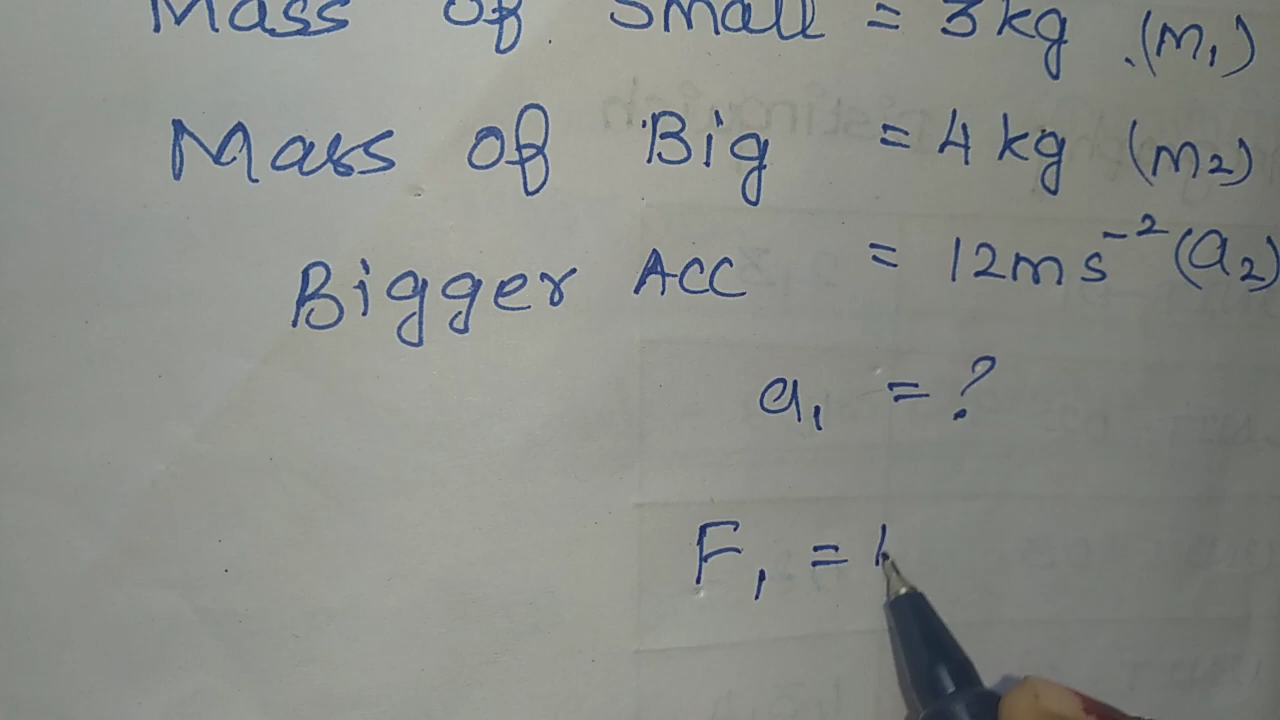 Mass of Small = 3kg (m1)
Mass of Big = 4kg (m2)
Bigger Acc = 12ms⁻² (a2)
a1 = ?
F1 =